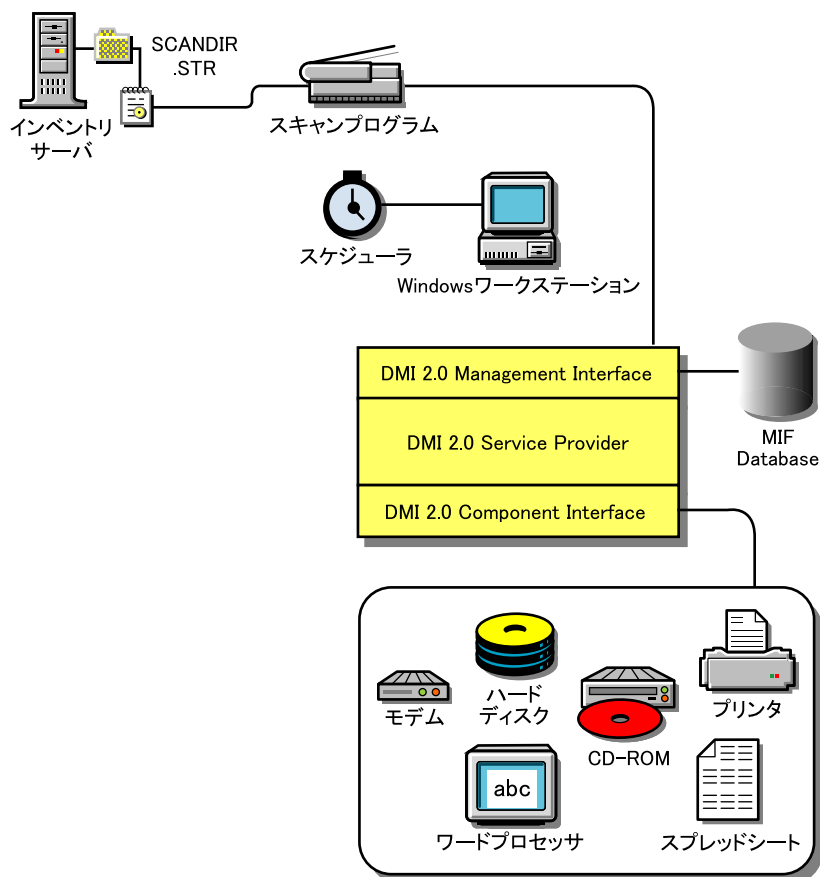 SCANDIR
.STR
インベントリ
サーバ
スキャンプログラム
スケジューラ
Windowsワークステーション
DMI 2.0 Management Interface
DMI 2.0 Service Provider
DMI 2.0 Component Interface
MIF
Database
モデム
ハード
ディスク
CD-ROM
プリンタ
abc
ワードプロセッサ
スプレッドシート